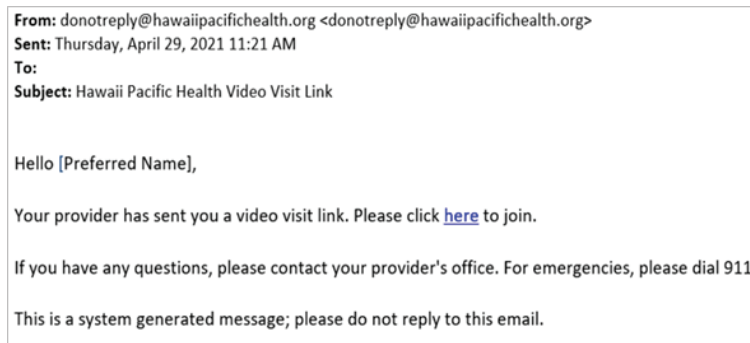 From: donotreply@hawaiipacifichealth.org <donotreply@hawaiipacifichealth.org>
Sent: Thursday, April 29, 2021 11:21 AM
To:
Subject: Hawaii Pacific Health Video Visit Link
Hello [Preferred Name],
Your provider has sent you a video visit link. Please click here to join.
If you have any questions, please contact your provider's office. For emergencies, please dial 911
This is a system generated message; please do not reply to this email.